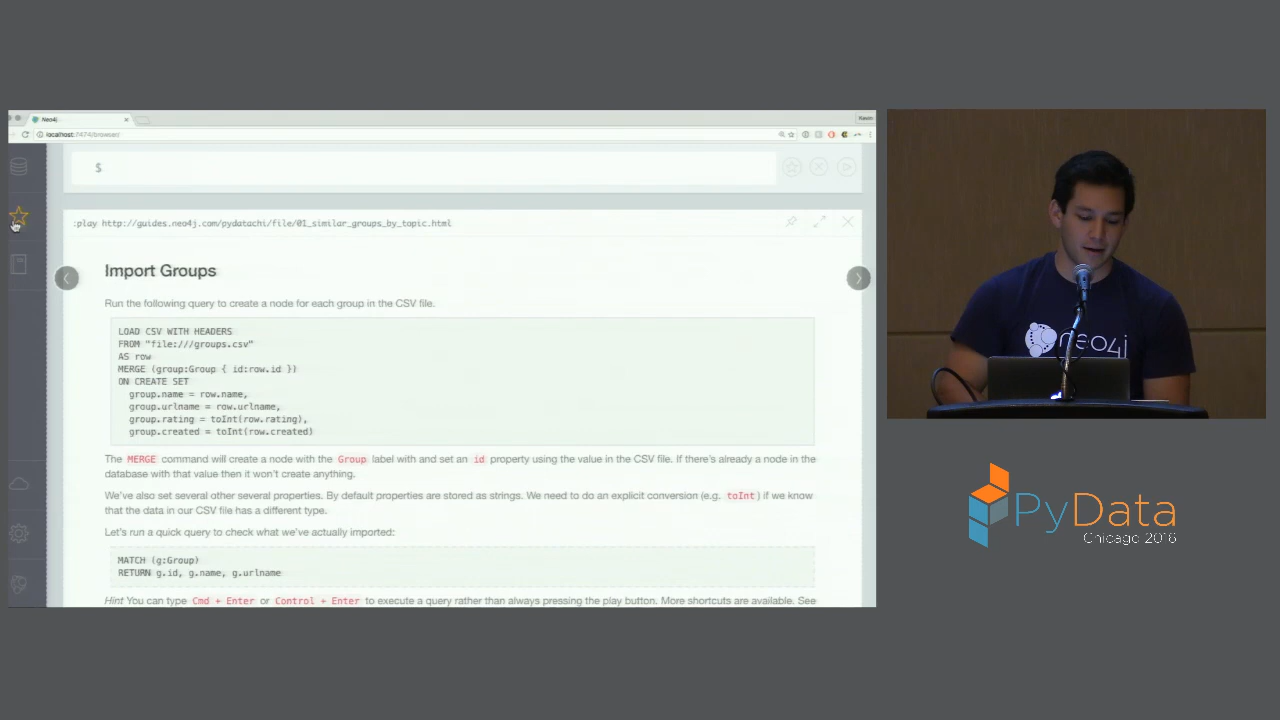 Neo4j
Kevin
localhost:7474/browser/
$
:play http://guides.neo4j.com/pydatachi/file/01_similar_groups_by_topic.html
Import Groups
Run the following query to create a node for each group in the CSV file.
LOAD CSV WITH HEADERS
FROM "file:///groups.csv"
AS row
MERGE (group:Group { id:row.id })
ON CREATE SET
group.name = row.name,
group.urlname = row.urlname,
group.rating = toInt(row.rating),
group.created = toInt(row.created)
The MERGE command will create a node with the Group label with and set an id property using the value in the CSV file. If there's already a node in the
database with that value then it won't create anything.
We've also set several other several properties. By default properties are stored as strings. We need to do an explicit conversion (e.g. toInt) if we know
that the data in our CSV file has a different type.
Let's run a quick query to check what we've actually imported:
MATCH (g:Group)
RETURN g.id, g.name, g.urlname
Hint You can type Cmd + Enter or Control + Enter to execute a query rather than always pressing the play button. More shortcuts are available. See
neo4j
PyData
Chicago 2016